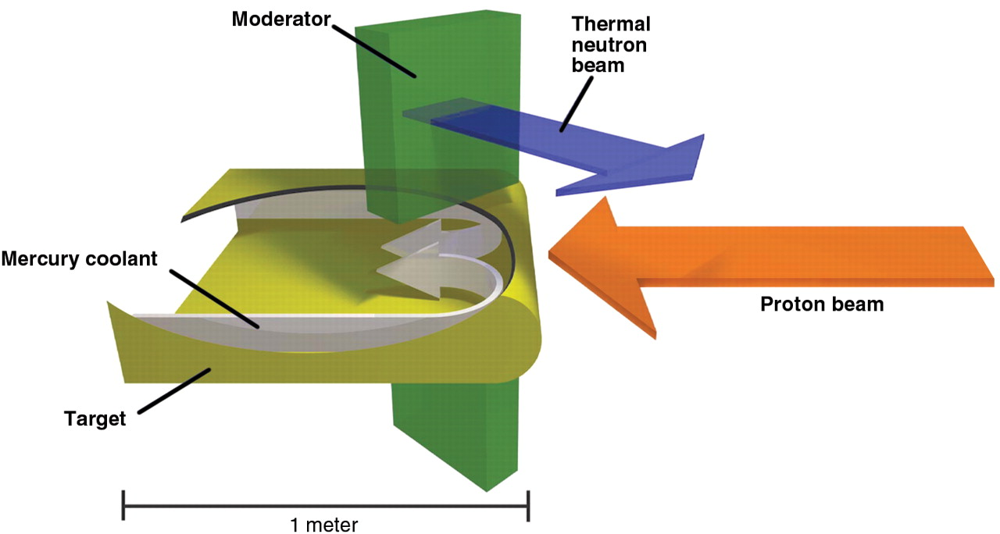 Moderator
Thermal
neutron
beam
Mercury coolant
Proton beam
Target
1 meter